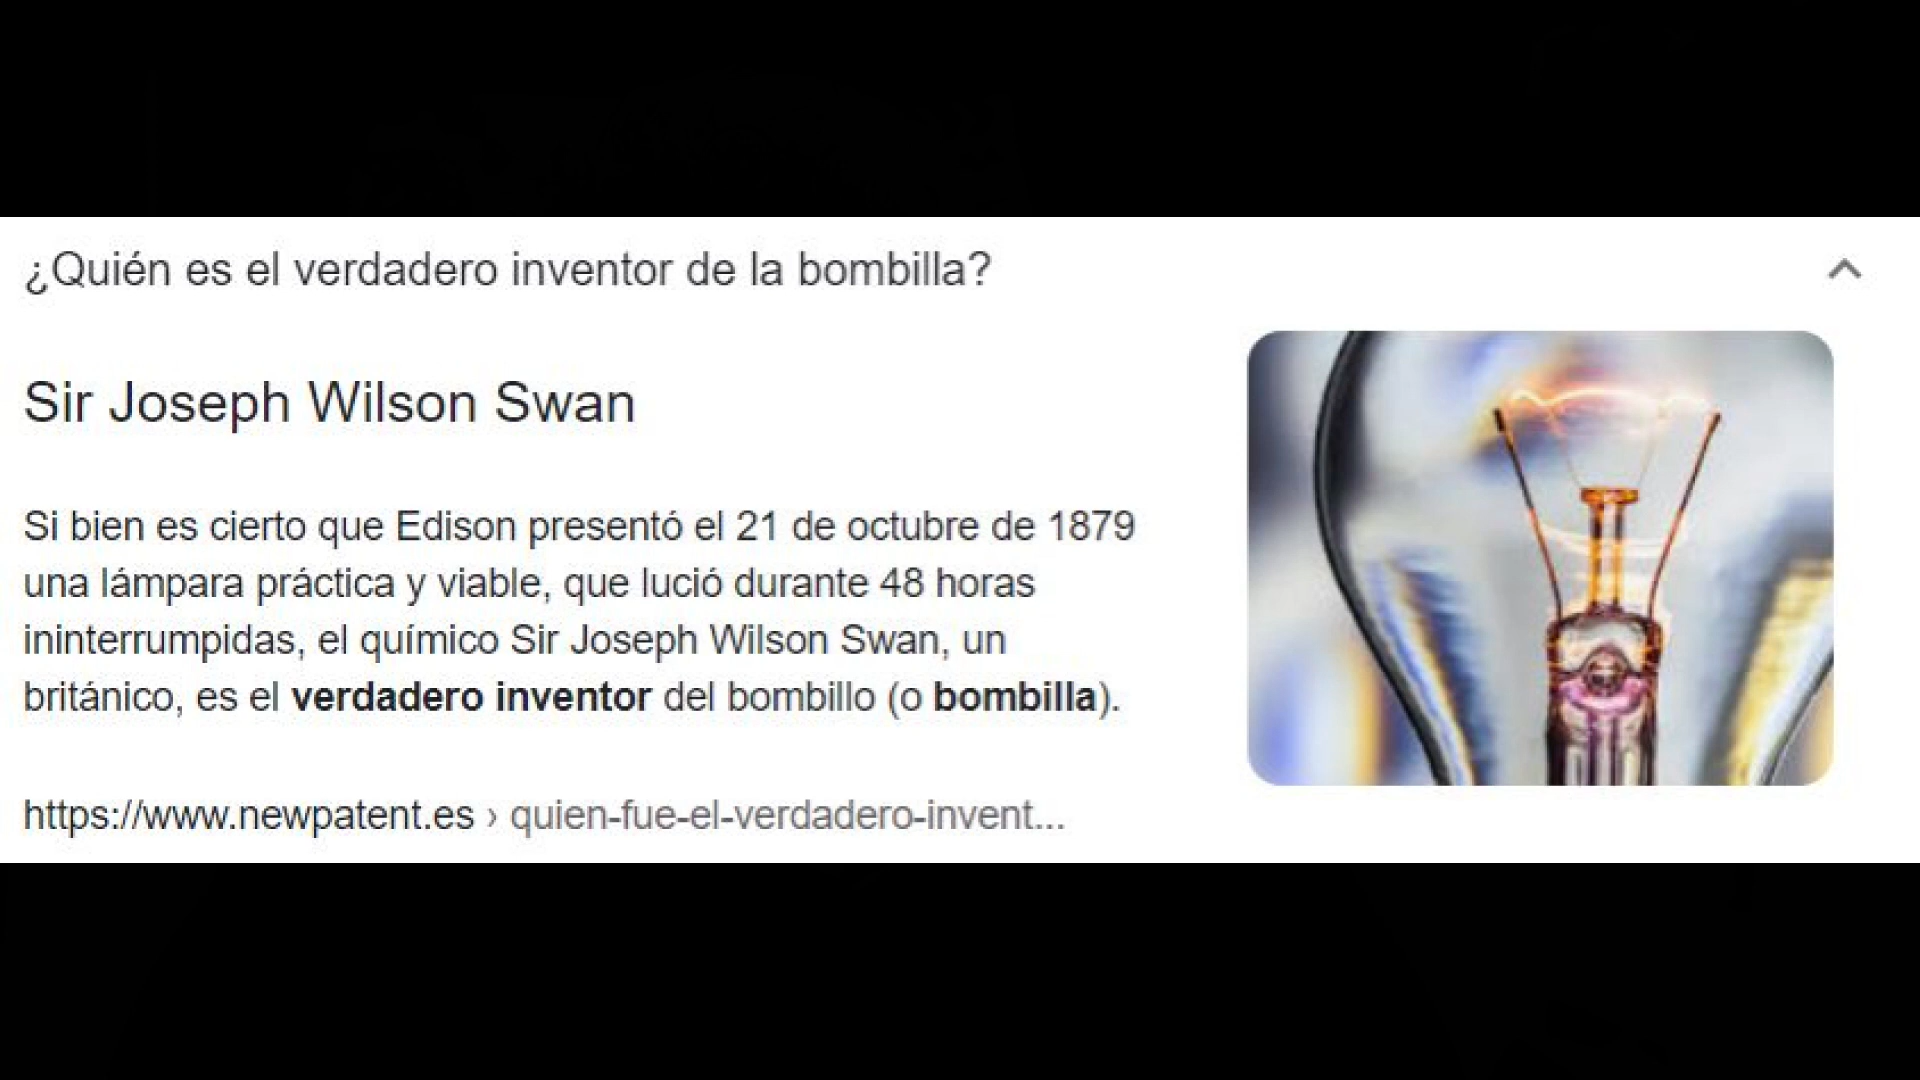 ¿Quién es el verdadero inventor de la bombilla?
Sir Joseph Wilson Swan
Si bien es cierto que Edison presentó el 21 de octubre de 1879
una lámpara práctica y viable, que lució durante 48 horas
ininterrumpidas, el químico Sir Joseph Wilson Swan, un
británico, es el verdadero inventor del bombillo (o bombilla).
https://www.newpatent.es › quien-fue-el-verdadero-invent...